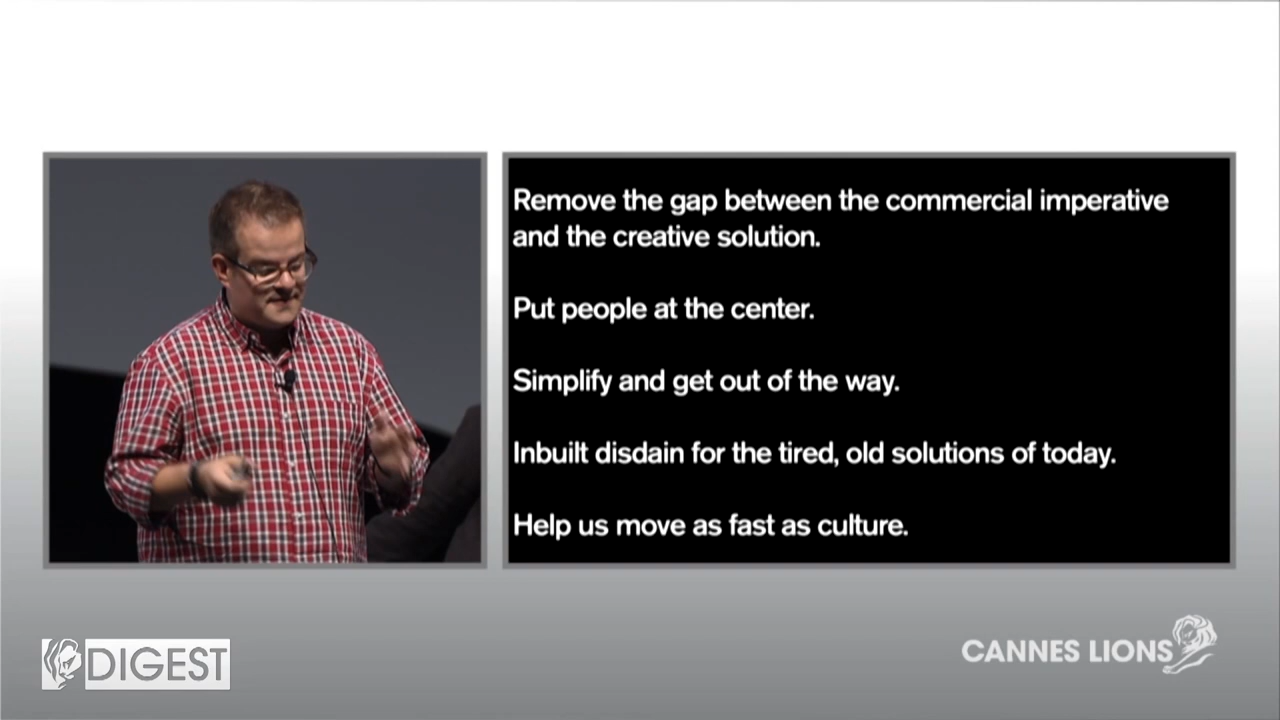 Remove the gap between the commercial imperative
and the creative solution.
Put people at the center.
Simplify and get out of the way.
Inbuilt disdain for the tired, old solutions of today.
Help us move as fast as culture.
DIGEST
CANNES LIONS